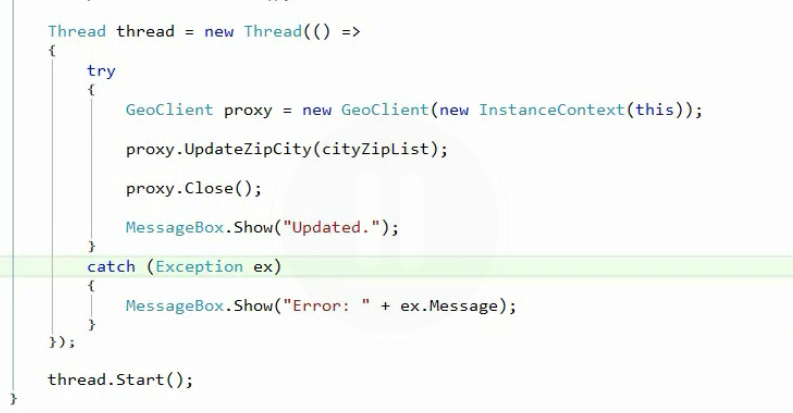 Thread thread = new Thread(() =>
{
try
{
GeoClient proxy = new GeoClient(new InstanceContext(this));
proxy.UpdateZipCity(cityZipList);
proxy.Close();
MessageBox.Show("Updated.");
}
catch (Exception ex)
{
MessageBox.Show("Error: " + ex.Message);
}
});
thread.Start();
}